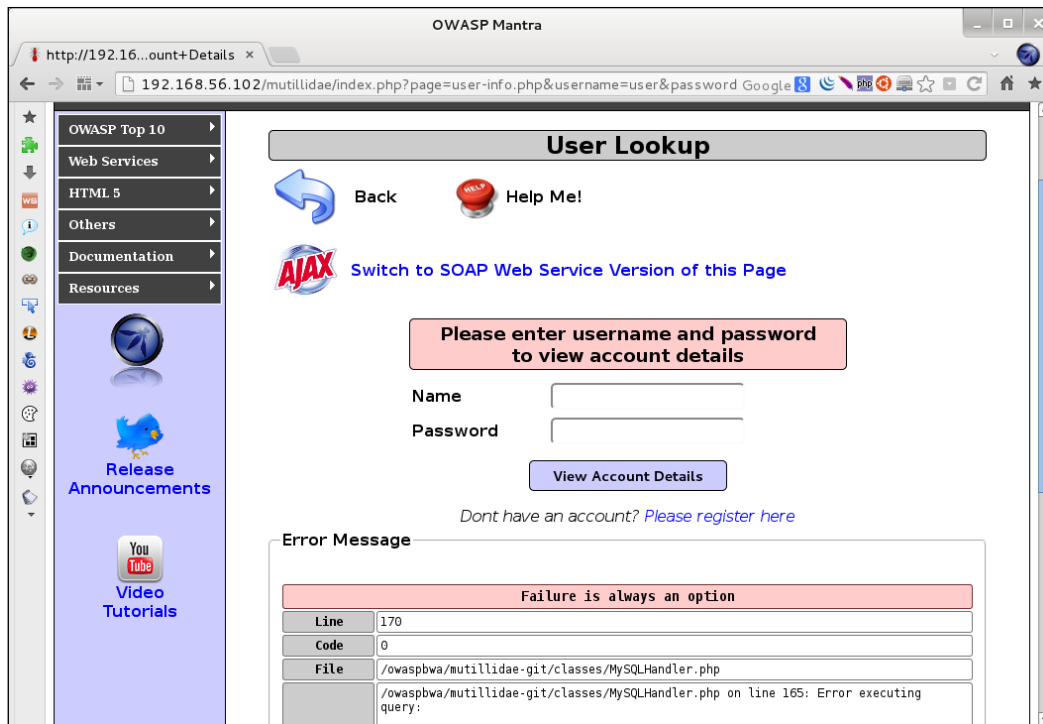 OWASP Mantra
http://192.16...ount+Details ×
192.168.56.102/mutillidae/index.php?page=user-info.php&username=user&password Google
OWASP Top 10
Web Services
HTML 5
Others
Documentation
Resources
Release
Announcements
You
Tube
Video
Tutorials
User Lookup
Back
HELP
Help Me!
AJAX
Switch to SOAP Web Service Version of this Page
Please enter username and password
to view account details
Name
Password
View Account Details
Dont have an account? Please register here
Error Message
Failure is always an option
Line 170
Code 0
File /owaspbwa/mutillidae-git/classes/MySQLHandler.php
/owaspbwa/mutillidae-git/classes/MySQLHandler.php on line 165: Error executing
query: